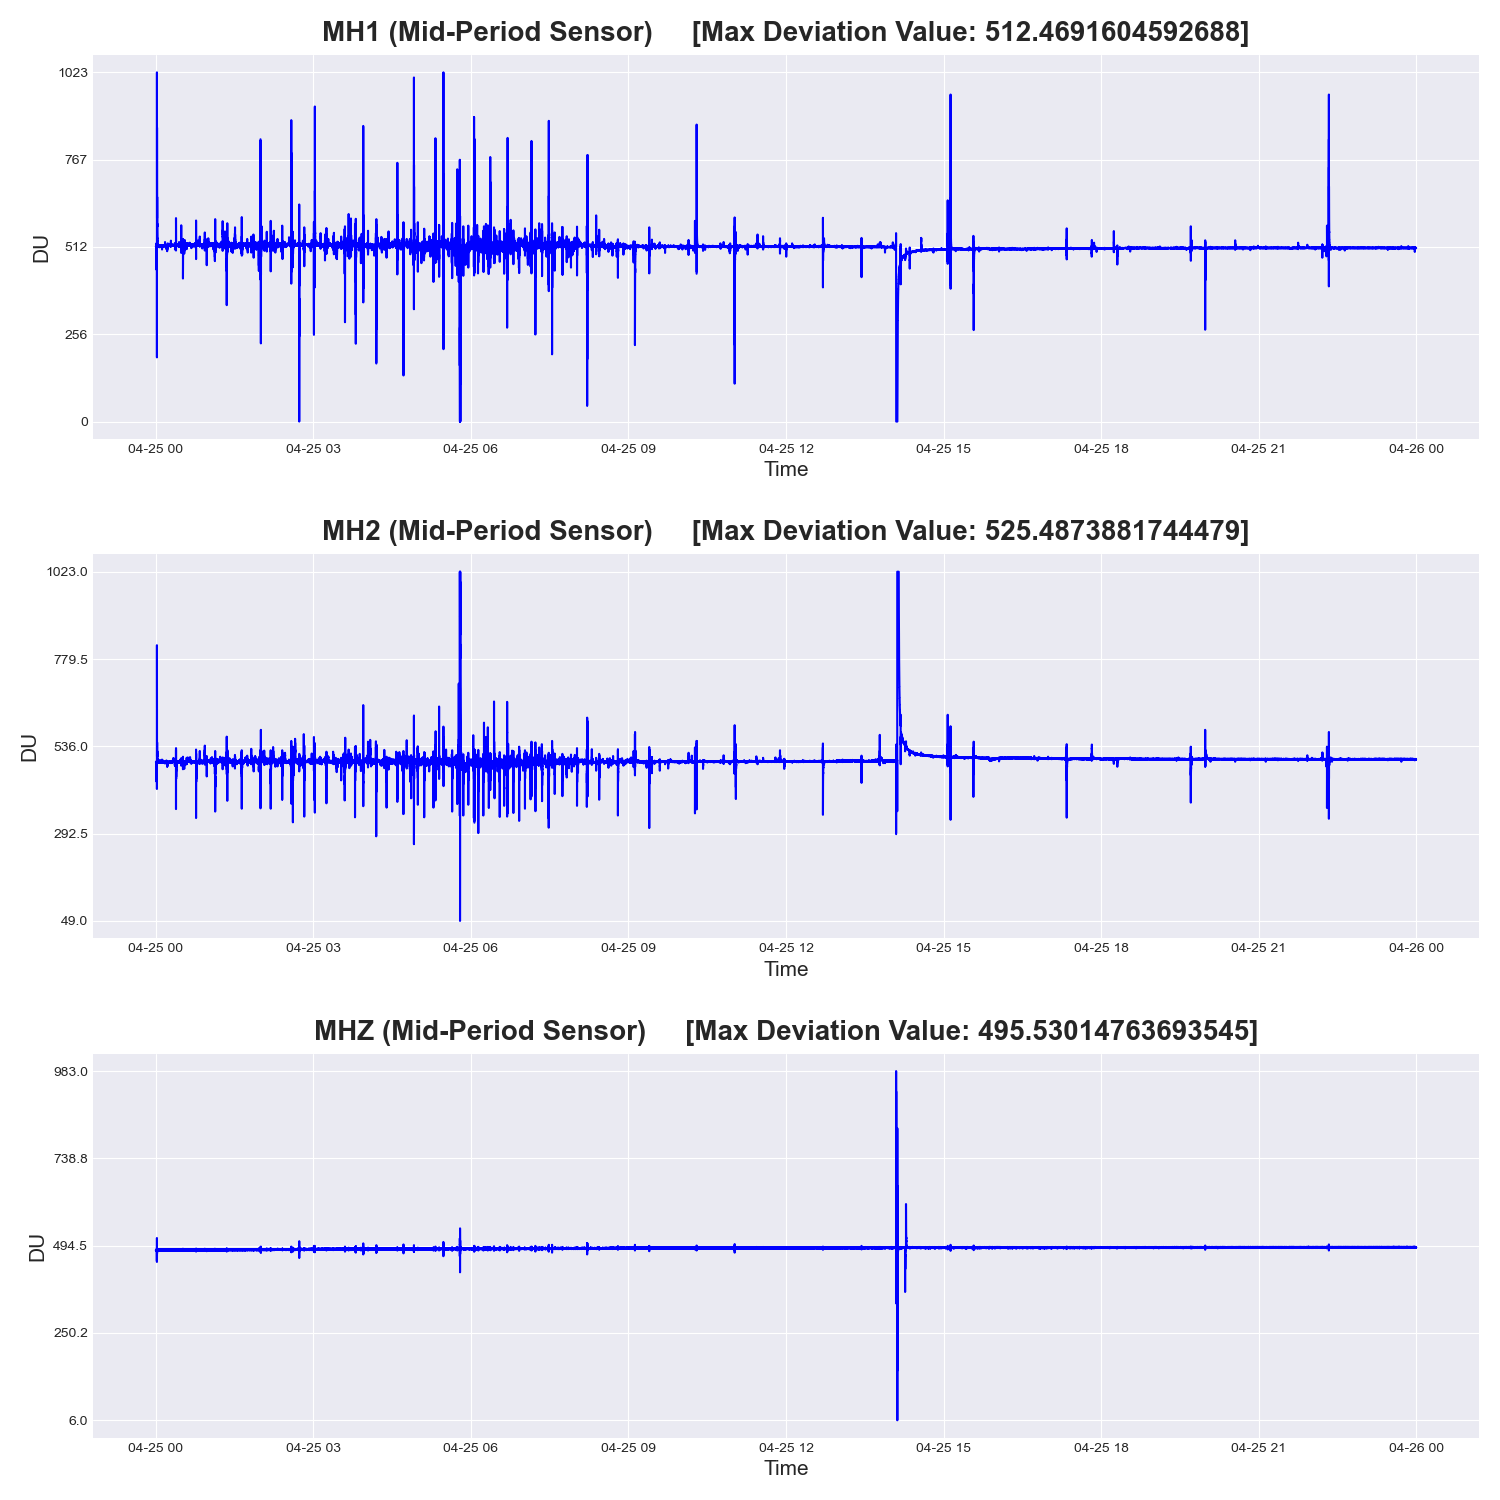 MH1 (Mid-Period Sensor) [Max Deviation Value: 512.4691604592688]
1023
767
512
256
0
DU
04-25 00 04-25 03 04-25 06 04-25 09 04-25 12 04-25 15 04-25 18 04-25 21 04-26 00
Time
MH2 (Mid-Period Sensor) [Max Deviation Value: 525.4873881744479]
1023.0
779.5
536.0
292.5
49.0
DU
04-25 00 04-25 03 04-25 06 04-25 09 04-25 12 04-25 15 04-25 18 04-25 21 04-26 00
Time
MHZ (Mid-Period Sensor) [Max Deviation Value: 495.53014763693545]
983.0
738.8
494.5
250.2
6.0
DU
04-25 00 04-25 03 04-25 06 04-25 09 04-25 12 04-25 15 04-25 18 04-25 21 04-26 00
Time